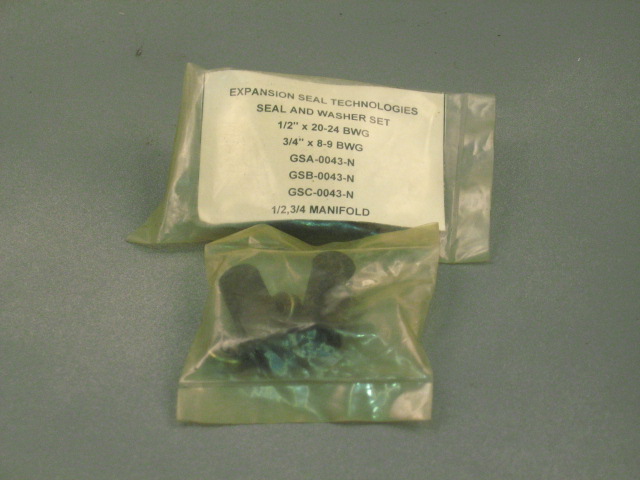 EXPANSION SEAL TECHNOLOGIES
SEAL AND WASHER SET
1/2" x 20-24 BWG
3/4" x 8-9 BWG
GSA-0043-N
GSB-0043-N
GSC-0043-N
1/2,3/4 MANIFOLD